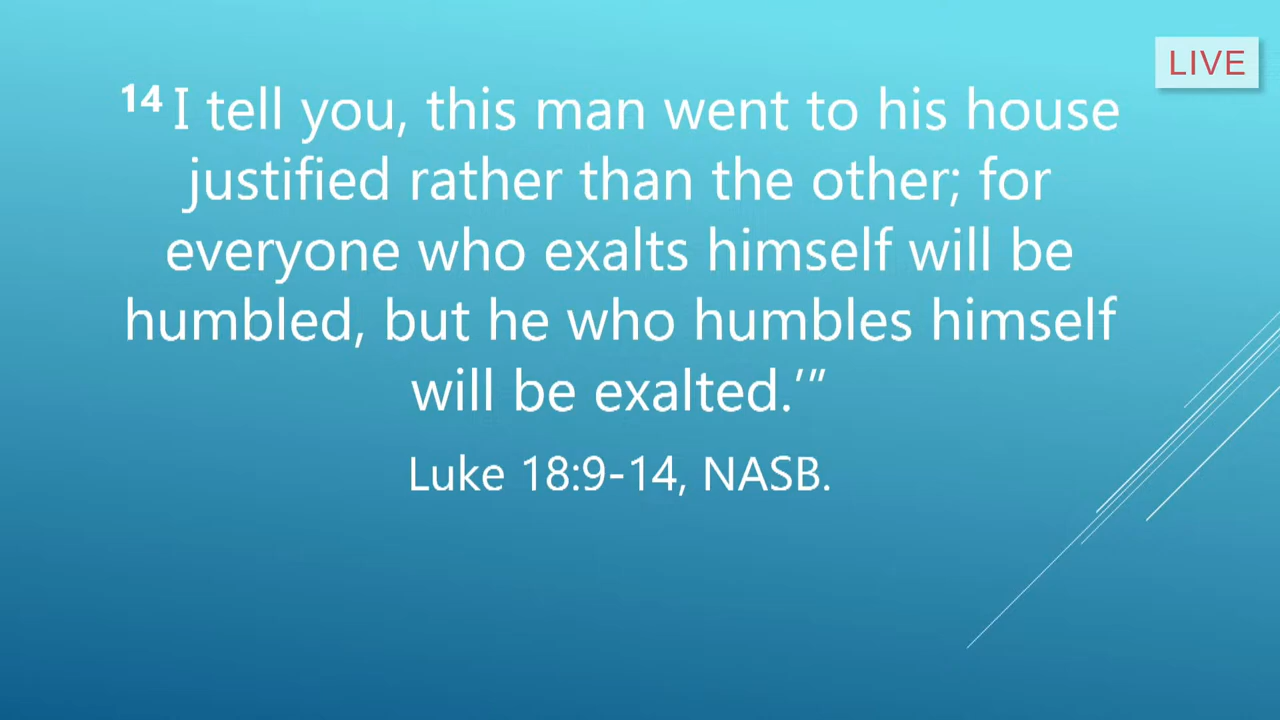 LIVE
14 I tell you, this man went to his house
justified rather than the other; for
everyone who exalts himself will be
humbled, but he who humbles himself
will be exalted.’”
Luke 18:9-14, NASB.